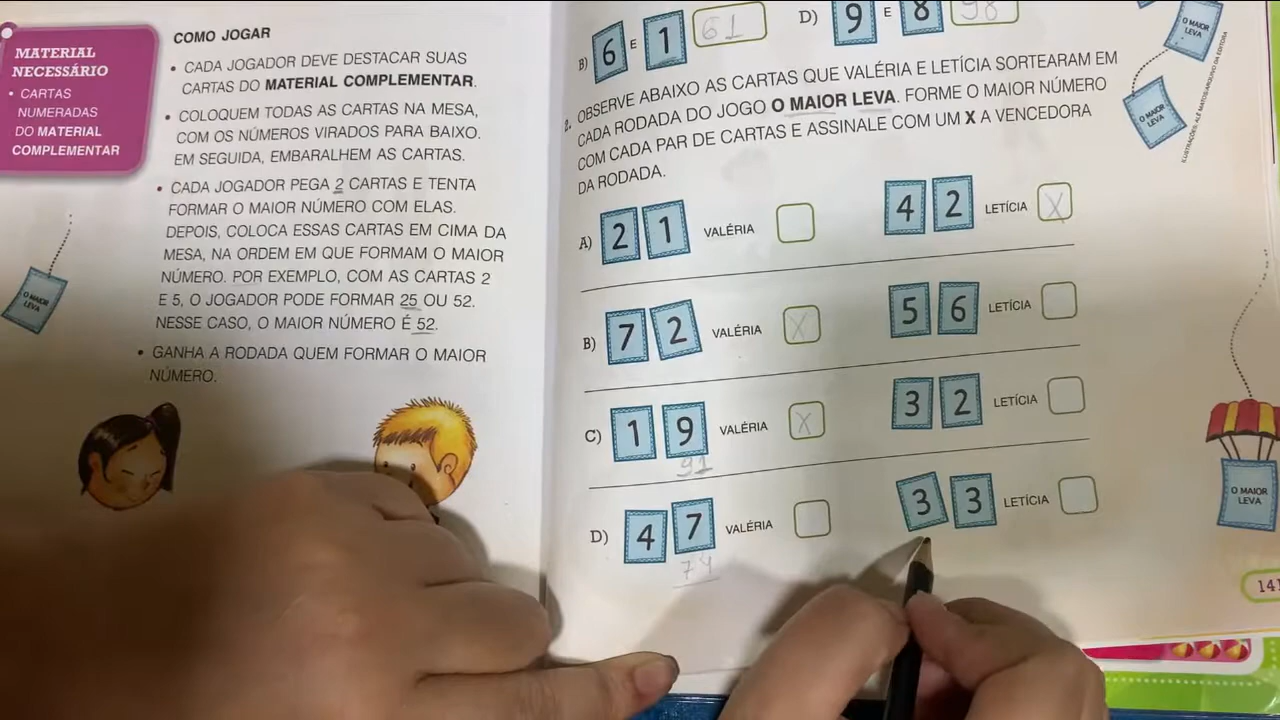 MATERIAL
NECESSÁRIO
• CARTAS
NUMERADAS
DO MATERIAL
COMPLEMENTAR
COMO JOGAR
• CADA JOGADOR DEVE DESTACAR SUAS
CARTAS DO MATERIAL COMPLEMENTAR.
• COLOQUEM TODAS AS CARTAS NA MESA,
COM OS NÚMEROS VIRADOS PARA BAIXO.
EM SEGUIDA, EMBARALHEM AS CARTAS.
• CADA JOGADOR PEGA 2 CARTAS E TENTA
FORMAR O MAIOR NÚMERO COM ELAS.
DEPOIS, COLOCA ESSAS CARTAS EM CIMA DA
MESA, NA ORDEM EM QUE FORMAM O MAIOR
NÚMERO. POR EXEMPLO, COM AS CARTAS 2
E 5, O JOGADOR PODE FORMAR 25 OU 52.
NESSE CASO, O MAIOR NÚMERO É 52.
• GANHA A RODADA QUEM FORMAR O MAIOR
NÚMERO.
O MAIOR
LEVA
B) 6 E 1 61 D) 9 E 8 98
2. OBSERVE ABAIXO AS CARTAS QUE VALÉRIA E LETÍCIA SORTEARAM EM
CADA RODADA DO JOGO O MAIOR LEVA. FORME O MAIOR NÚMERO
COM CADA PAR DE CARTAS E ASSINALE COM UM X A VENCEDORA
DA RODADA.
A) 2 1 VALÉRIA 4 2 LETÍCIA X
B) 7 2 VALÉRIA X 5 6 LETÍCIA
C) 1 9 VALÉRIA X 3 2 LETÍCIA
91
D) 4 7 VALÉRIA 3 3 LETÍCIA
74
O MAIOR
LEVA
O MAIOR
LEVA
ILUSTRAÇÕES: ALÊ MATOS/ARQUIVO DA EDITORA
O MAIOR
LEVA
141